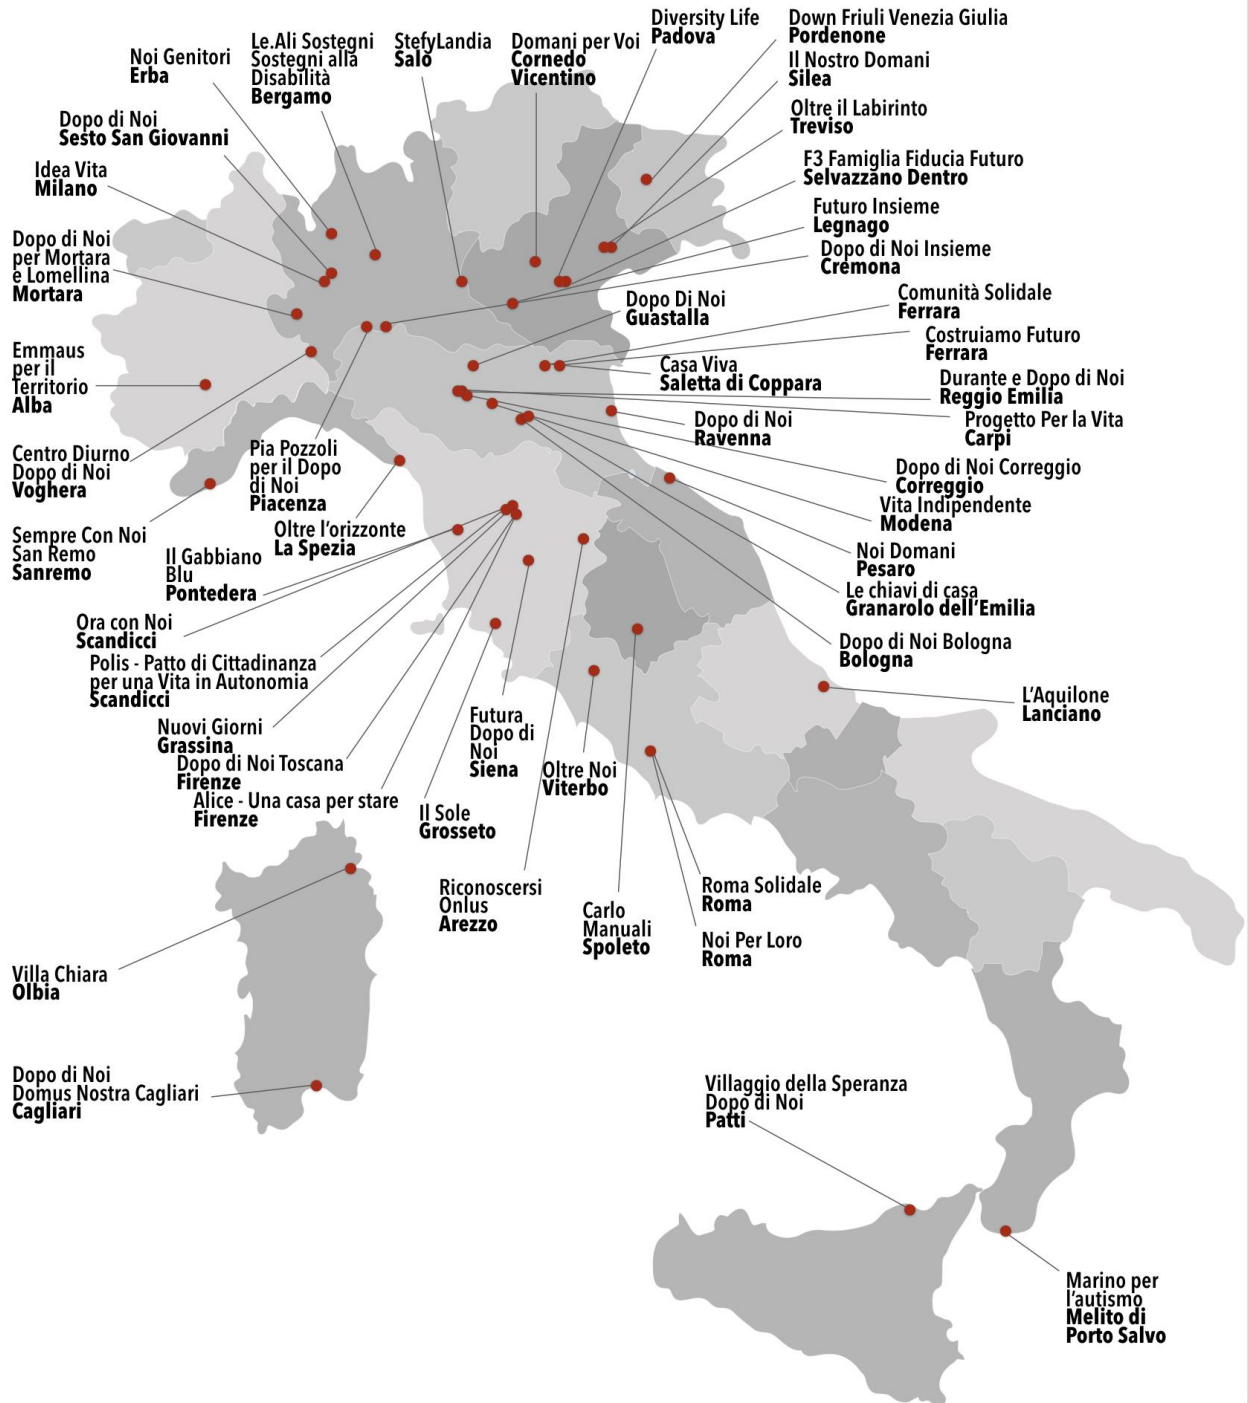 Noi Genitori
Erba
Le.Ali Sostegni
Sostegni alla
Disabilità
Bergamo
StefyLandia
Salò
Domani per Voi
Cornedo
Vicentino
Diversity Life
Padova
Down Friuli Venezia Giulia
Pordenone
Il Nostro Domani
Silea
Oltre il Labirinto
Treviso
F3 Famiglia Fiducia Futuro
Selvazzano Dentro
Futuro Insieme
Legnago
Dopo di Noi Insieme
Cremona
Dopo di Noi
Sesto San Giovanni
Idea Vita
Milano
Dopo di Noi
per Mortara
e Lomellina
Mortara
Emmaus
per il
Territorio
Alba
Centro Diurno
Dopo di Noi
Voghera
Sempre Con Noi
San Remo
Sanremo
Pia Pozzoli
per il Dopo
di Noi
Piacenza
Oltre l'orizzonte
La Spezia
Il Gabbiano
Blu
Pontedera
Dopo Di Noi
Guastalla
Comunità Solidale
Ferrara
Costruiamo Futuro
Ferrara
Casa Viva
Saletta di Coppara
Durante e Dopo di Noi
Reggio Emilia
Dopo di Noi
Ravenna
Progetto Per la Vita
Carpi
Dopo di Noi Correggio
Correggio
Vita Indipendente
Modena
Noi Domani
Pesaro
Le chiavi di casa
Granarolo dell'Emilia
Dopo di Noi Bologna
Bologna
L'Aquilone
Lanciano
Ora con Noi
Scandicci
Polis - Patto di Cittadinanza
per una Vita in Autonomia
Scandicci
Nuovi Giorni
Grassina
Dopo di Noi Toscana
Firenze
Alice - Una casa per stare
Firenze
Futura
Dopo di
Noi
Siena
Oltre Noi
Viterbo
Il Sole
Grosseto
Riconoscersi
Onlus
Arezzo
Carlo
Manuali
Spoleto
Roma Solidale
Roma
Noi Per Loro
Roma
Villa Chiara
Olbia
Dopo di Noi
Domus Nostra Cagliari
Cagliari
Villaggio della Speranza
Dopo di Noi
Patti
Marino per
l'autismo
Melito di
Porto Salvo